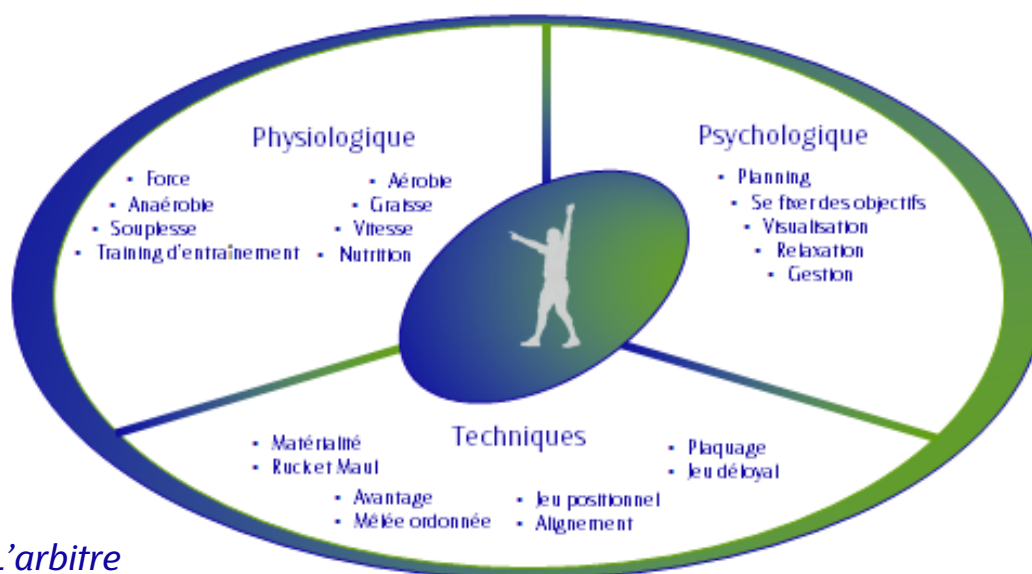 Physiologique
▪ Force
▪ Anaérobie
▪ Souplesse
▪ Training d'entraînement
▪ Aérobie
▪ Graisse
▪ Vitesse
▪ Nutrition
Psychologique
▪ Planning
▪ Se fixer des objectifs
▪ Visualisation
▪ Relaxation
▪ Gestion
Techniques
▪ Matérialité
▪ Ruck et Maul
▪ Avantage
▪ Mêlée ordonnée
▪ Jeu positionnel
▪ Alignement
▪ Plaquage
▪ Jeu déloyal
L'arbitre